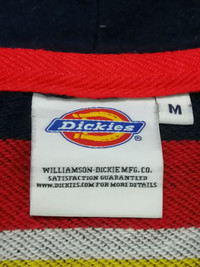 Dickies
M
WILLIAMSON-DICKIE MFG. CO.
SATISFACTION GUARANTEED
WWW.DICKIES.COM FOR MORE DETAILS